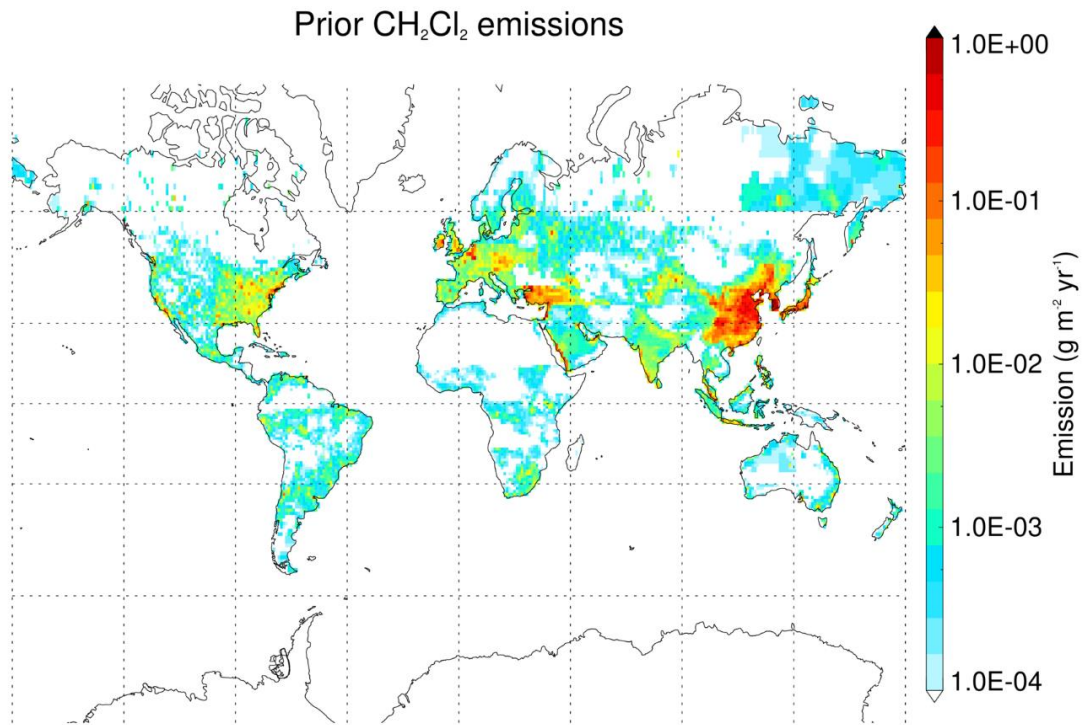 Prior CH₂Cl₂ emissions
1.0E+00
1.0E-01
1.0E-02
1.0E-03
1.0E-04
Emission (g m⁻² yr⁻¹)